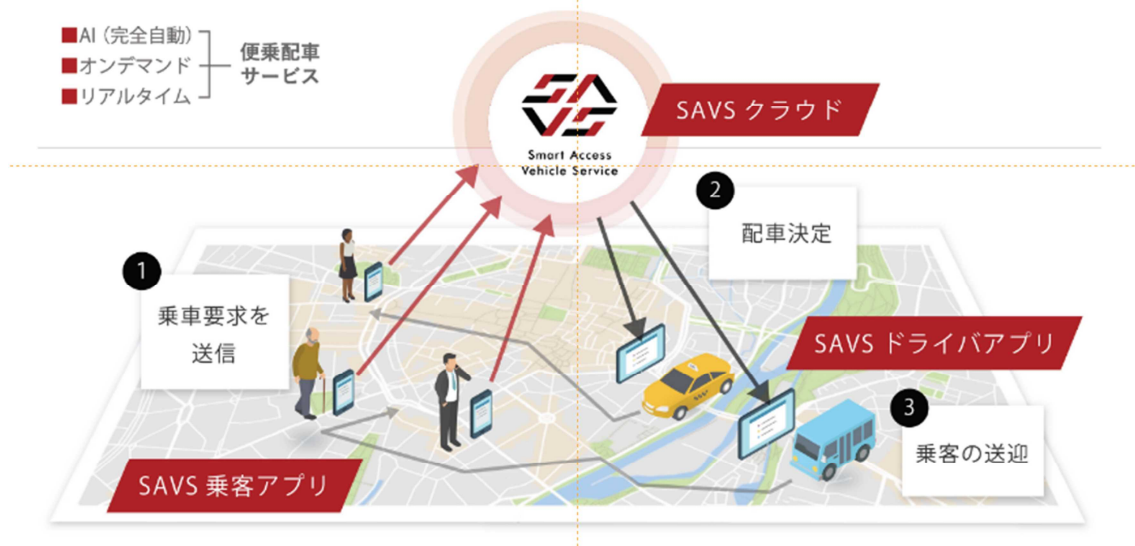 ■AI（完全自動）
■オンデマンド
■リアルタイム
便乗配車
サービス
SAVS
Smart Access
Vehicle Service
SAVS クラウド
1
乗車要求を
送信
2
配車決定
SAVS ドライバアプリ
3
乗客の送迎
SAVS 乗客アプリ